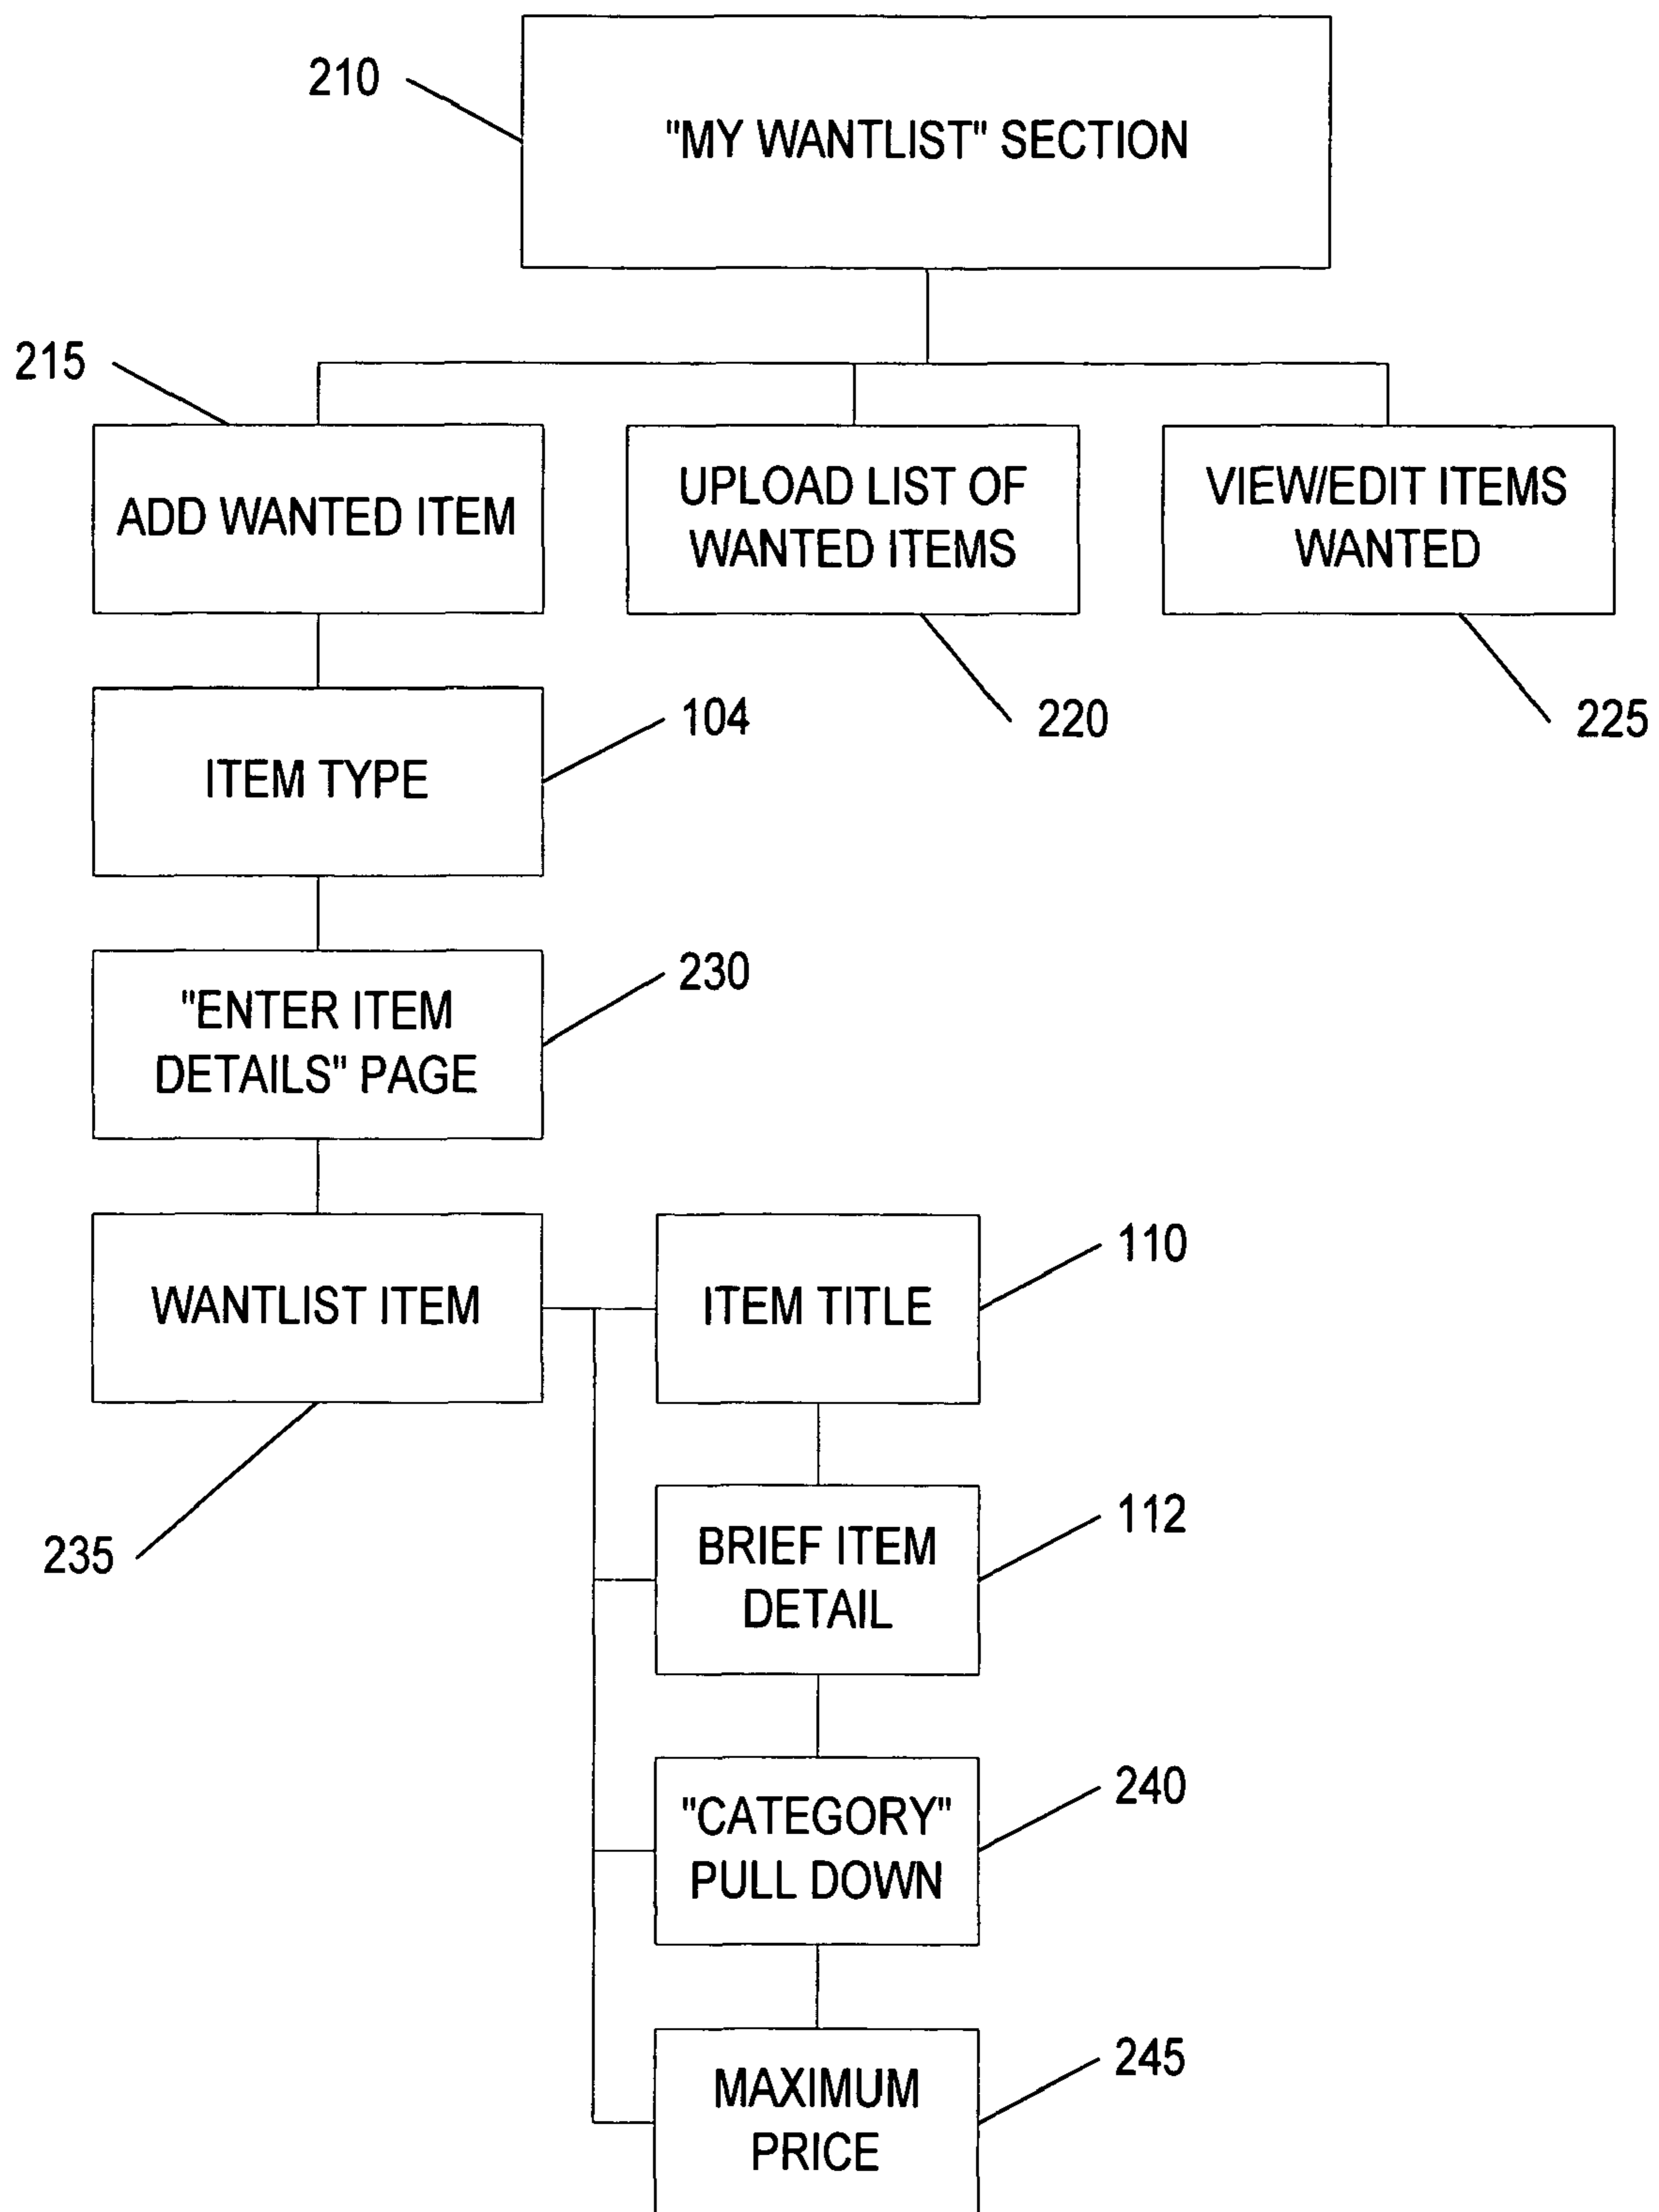 210
"MY WANTLIST" SECTION
215
ADD WANTED ITEM
UPLOAD LIST OF
WANTED ITEMS
VIEW/EDIT ITEMS
WANTED
220
225
104
ITEM TYPE
230
"ENTER ITEM
DETAILS" PAGE
WANTLIST ITEM
235
110
ITEM TITLE
112
BRIEF ITEM
DETAIL
240
"CATEGORY"
PULL DOWN
245
MAXIMUM
PRICE